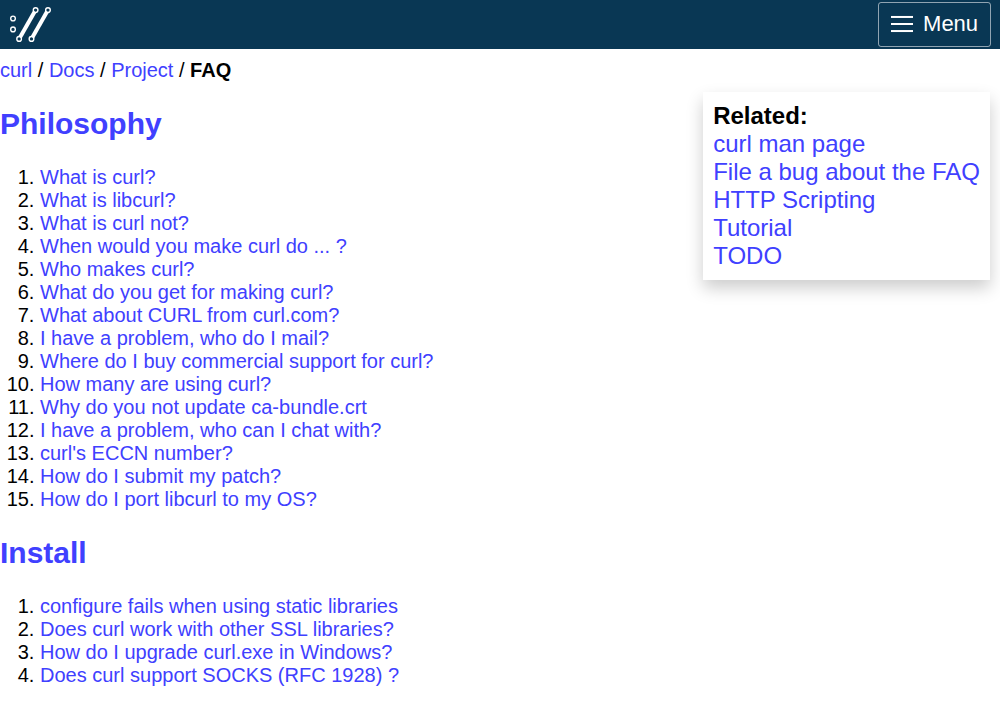 Menu
curl / Docs / Project / FAQ
Related:
curl man page
File a bug about the FAQ
HTTP Scripting
Tutorial
TODO
Philosophy
1. What is curl?
2. What is libcurl?
3. What is curl not?
4. When would you make curl do ... ?
5. Who makes curl?
6. What do you get for making curl?
7. What about CURL from curl.com?
8. I have a problem, who do I mail?
9. Where do I buy commercial support for curl?
10. How many are using curl?
11. Why do you not update ca-bundle.crt
12. I have a problem, who can I chat with?
13. curl's ECCN number?
14. How do I submit my patch?
15. How do I port libcurl to my OS?
Install
1. configure fails when using static libraries
2. Does curl work with other SSL libraries?
3. How do I upgrade curl.exe in Windows?
4. Does curl support SOCKS (RFC 1928) ?